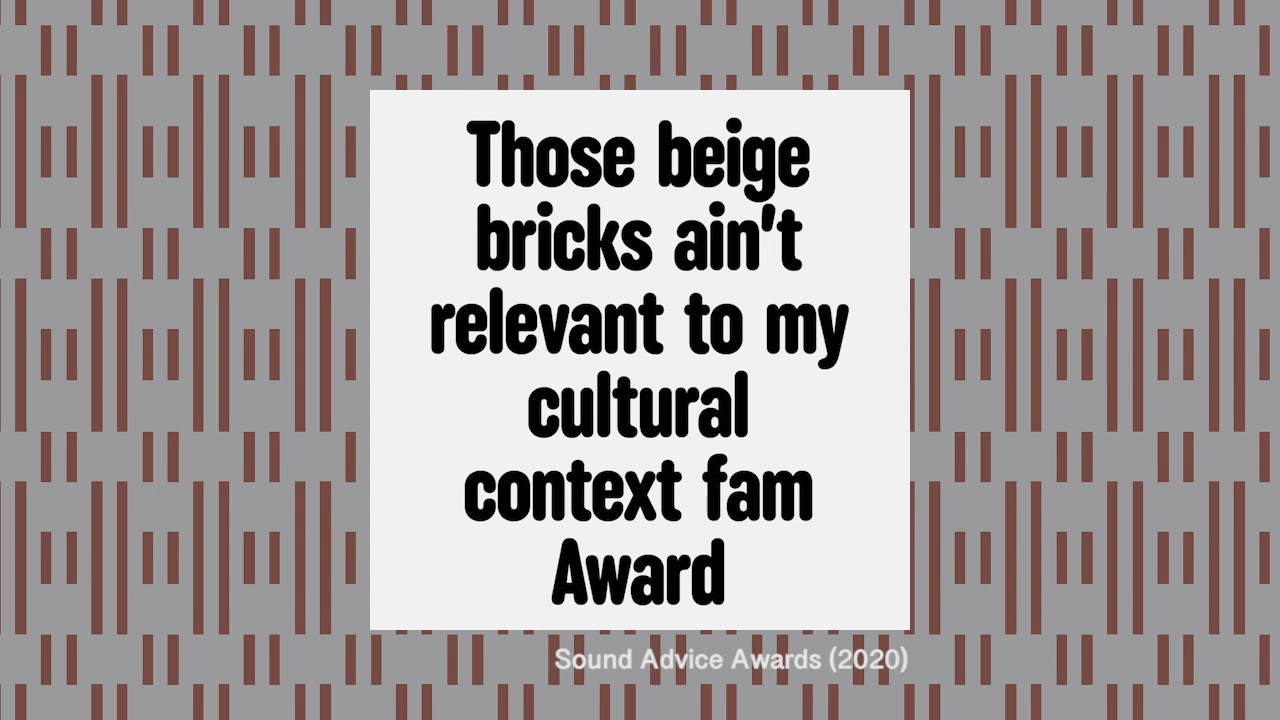 Those beige
bricks ain't
relevant to my
cultural
context fam
Award
Sound Advice Awards (2020)